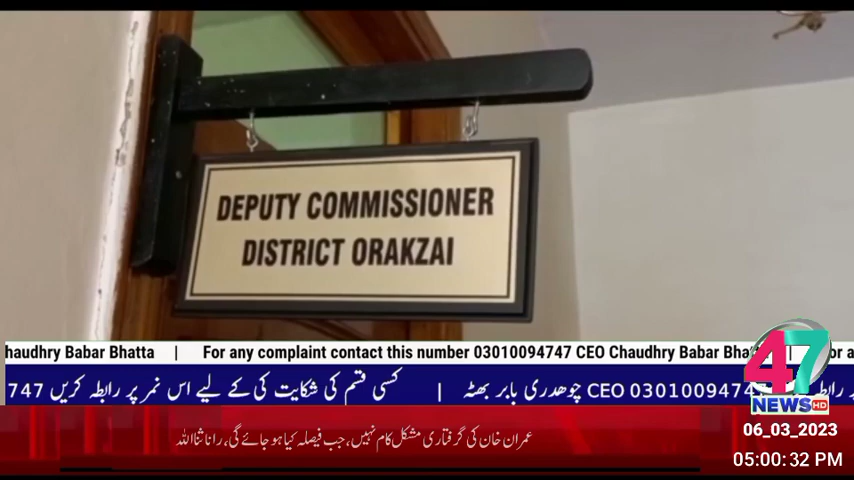 DEPUTY COMMISSIONER
DISTRICT ORAKZAI
haudhry Babar Bhatta | For any complaint contact this number 03010094747 CEO Chaudhry Babar Bha or a
کسی قسم کی شکایت کی کے لیے اس نمر پر رابطہ کریں 747
CEO 0301009474 چوھدری بابر بھٹہ |
عمران خان کی گرفتاری مشکل کام نہیں، جب فیصلہ کیا ہو جائے گی، رانا ثنااللہ
47
NEWS HD
06_03_2023
05:00:32 PM